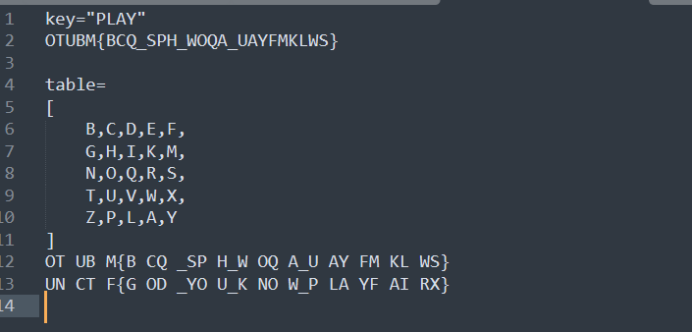 1 key="PLAY"
2 OTUBM{BCQ_SPH_WOQA_UAYFMKLWS}
3
4 table=
5 [
6 B,C,D,E,F,
7 G,H,I,K,M,
8 N,O,Q,R,S,
9 T,U,V,W,X,
10 Z,P,L,A,Y
11 ]
12 OT UB M{B CQ _SP H_W OQ A_U AY FM KL WS}
13 UN CT F{G OD _YO U_K NO W_P LA YF AI RX}
14